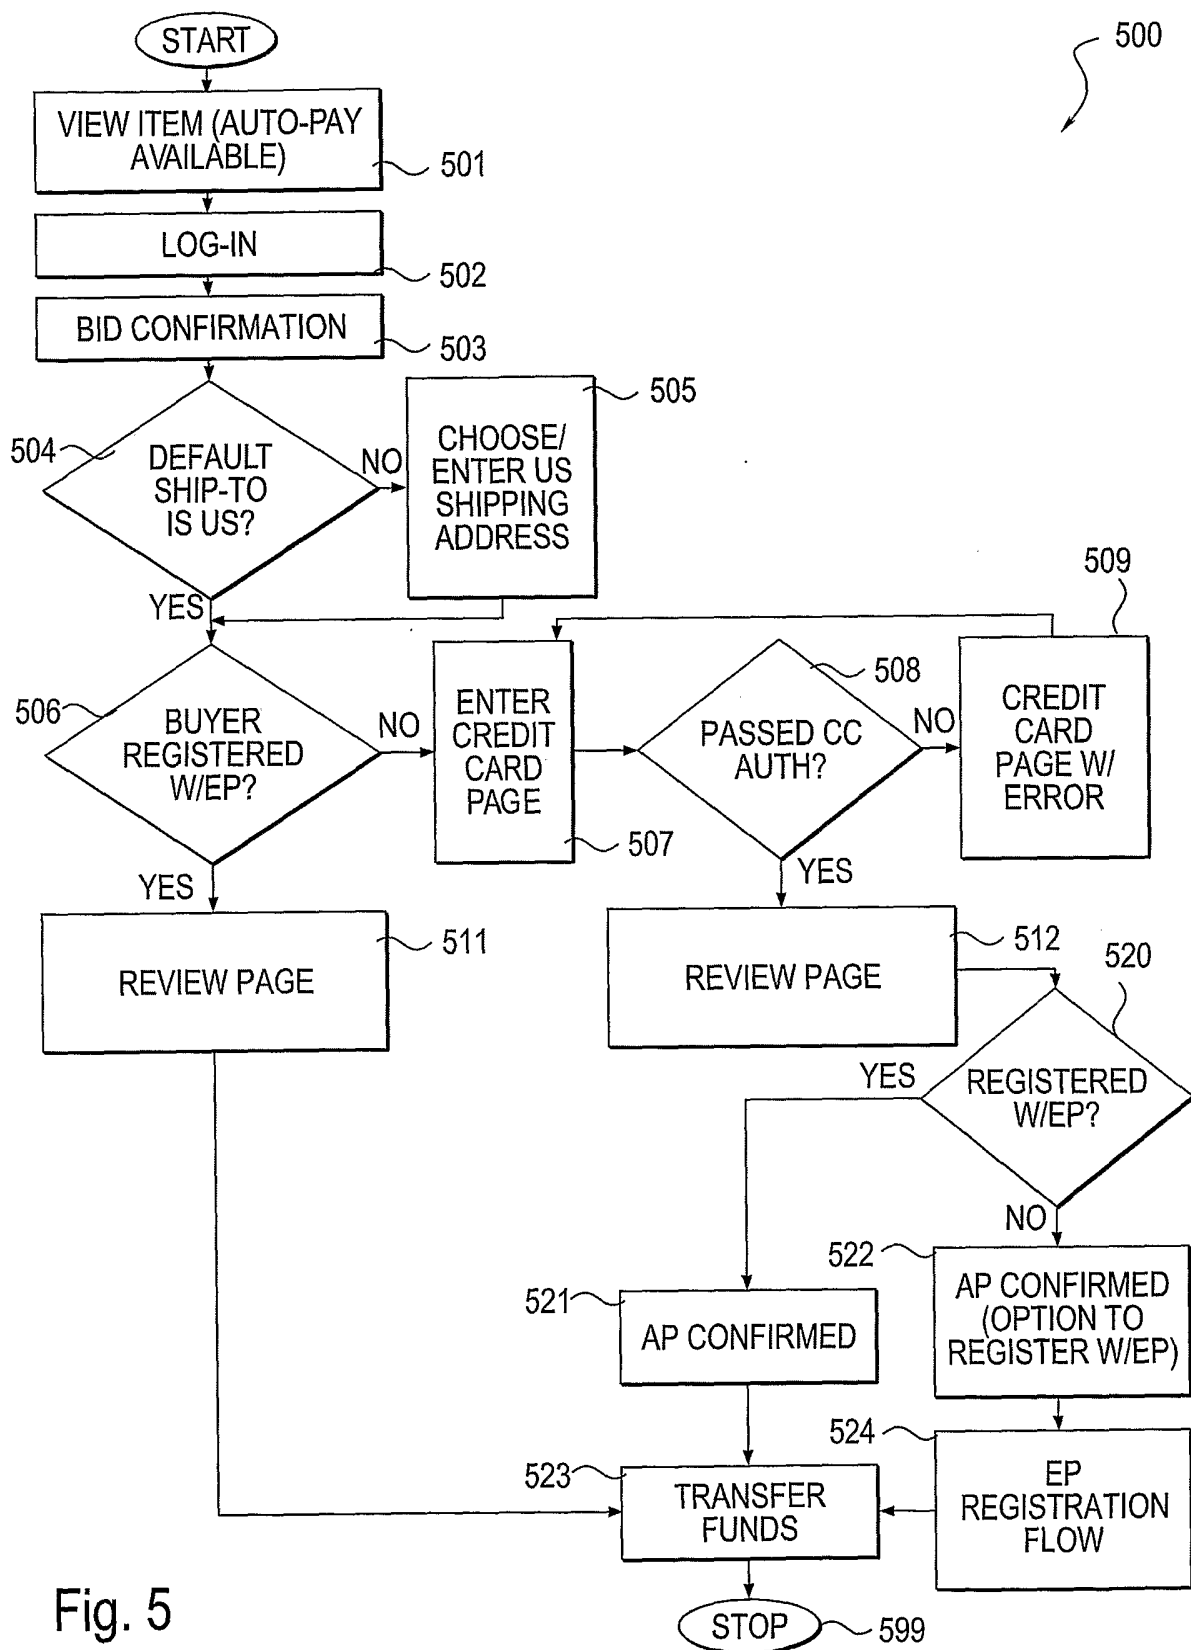 START
500
VIEW ITEM (AUTO-PAY
AVAILABLE)
501
LOG-IN
502
BID CONFIRMATION
503
504
DEFAULT
SHIP-TO
IS US?
NO
505
CHOOSE/
ENTER US
SHIPPING
ADDRESS
YES
506
BUYER
REGISTERED
W/EP?
NO
ENTER
CREDIT
CARD
PAGE
507
508
PASSED CC
AUTH?
NO
509
CREDIT
CARD
PAGE W/
ERROR
YES
YES
511
REVIEW PAGE
512
REVIEW PAGE
520
REGISTERED
W/EP?
YES
NO
521
AP CONFIRMED
522
AP CONFIRMED
(OPTION TO
REGISTER W/EP)
523
TRANSFER
FUNDS
524
EP
REGISTRATION
FLOW
STOP
599
Fig. 5